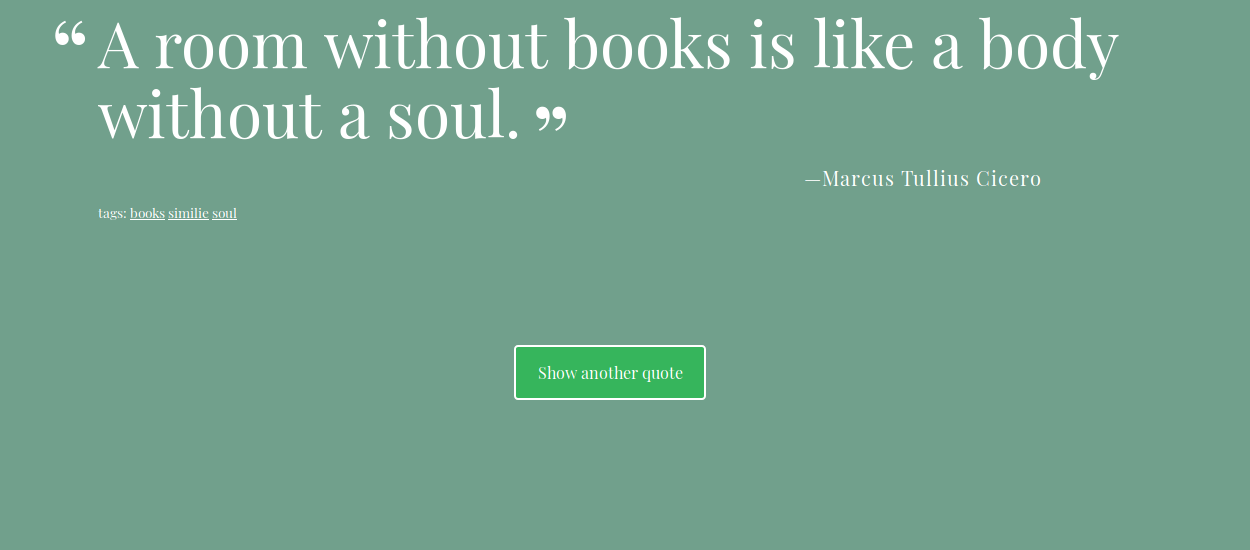 “ A room without books is like a body
without a soul. ”
—Marcus Tullius Cicero
tags: books similie soul
Show another quote